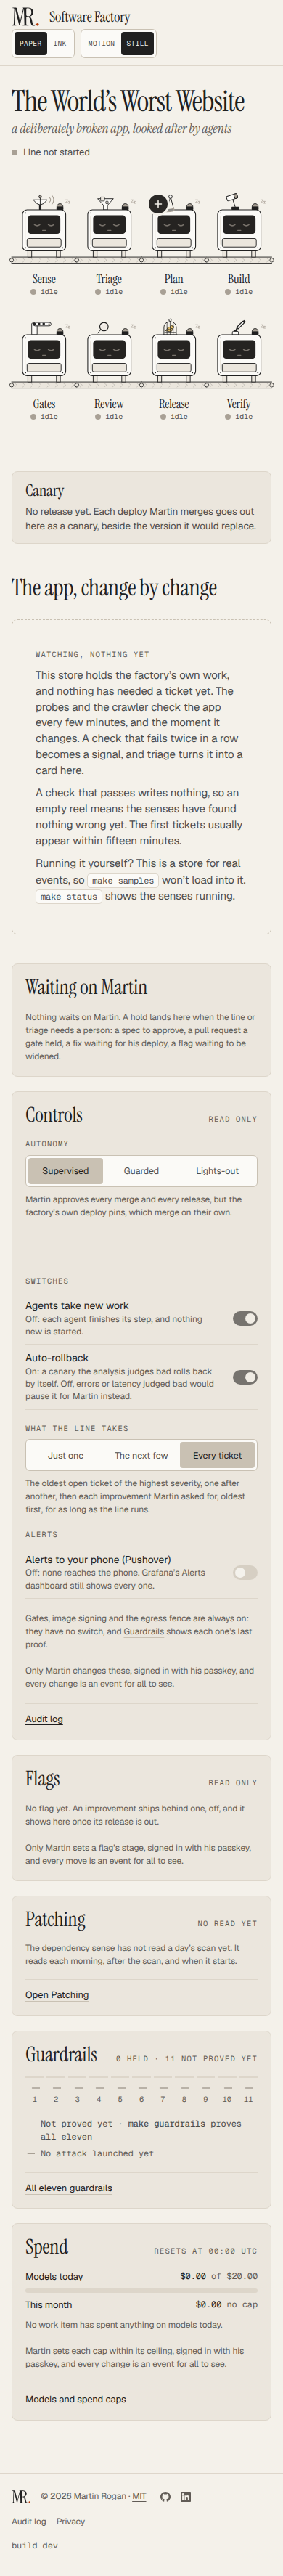 MR. Software Factory
PAPER INK MOTION STILL
The World's Worst Website
a deliberately broken app, looked after by agents
Line not started
Sense Triage Plan Build
idle idle idle idle
Gates Review Release Verify
idle idle idle idle
Canary
No release yet. Each deploy Martin merges goes out
here as a canary, beside the version it would replace.
The app, change by change
WATCHING, NOTHING YET
This store holds the factory's own work,
and nothing has needed a ticket yet. The
probes and the crawler check the app
every few minutes, and the moment it
changes. A check that fails twice in a row
becomes a signal, and triage turns it into a
card here.
A check that passes writes nothing, so an
empty reel means the senses have found
nothing wrong yet. The first tickets usually
appear within fifteen minutes.
Running it yourself? This is a store for real
events, so make samples won't load into it.
make status shows the senses running.
Waiting on Martin
Nothing waits on Martin. A hold lands here when the line or
triage needs a person: a spec to approve, a pull request a
gate held, a fix waiting for his deploy, a flag waiting to be
widened.
Controls READ ONLY
AUTONOMY
Supervised Guarded Lights-out
Martin approves every merge and every release, but the
factory's own deploy pins, which merge on their own.
SWITCHES
Agents take new work
Off: each agent finishes its step, and nothing
new is started.
Auto-rollback
On: a canary the analysis judges bad rolls back
by itself. Off, errors or latency judged bad would
pause it for Martin instead.
WHAT THE LINE TAKES
Just one The next few Every ticket
The oldest open ticket of the highest severity, one after
another, then each improvement Martin asked for, oldest
first, for as long as the line runs.
ALERTS
Alerts to your phone (Pushover)
Off: none reaches the phone. Grafana's Alerts
dashboard still shows every one.
Gates, image signing and the egress fence are always on:
they have no switch, and Guardrails shows each one's last
proof.
Only Martin changes these, signed in with his passkey, and
every change is an event for all to see.
Audit log
Flags READ ONLY
No flag yet. An improvement ships behind one, off, and it
shows here once its release is out.
Only Martin sets a flag's stage, signed in with his passkey,
and every move is an event for all to see.
Patching NO READ YET
The dependency sense has not read a day's scan yet. It
reads each morning, after the scan, and when it starts.
Open Patching
Guardrails 0 HELD · 11 NOT PROVED YET
1 2 3 4 5 6 7 8 9 10 11
— Not proved yet · make guardrails proves
all eleven
— No attack launched yet
All eleven guardrails
Spend RESETS AT 00:00 UTC
Models today $0.00 of $20.00
This month $0.00 no cap
No work item has spent anything on models today.
Martin sets each cap within its ceiling, signed in with his
passkey, and every change is an event for all to see.
Models and spend caps
MR. © 2026 Martin Rogan · MIT
Audit log Privacy
build dev